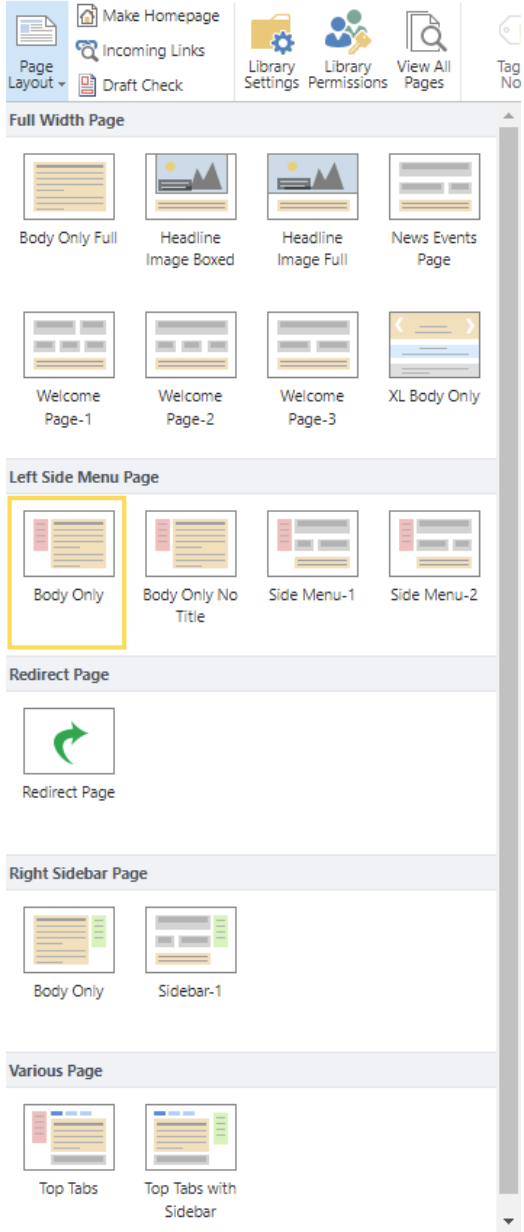 Make Homepage
Incoming Links
Draft Check
Page
Layout
Library
Settings
Library
Permissions
View All
Pages
Tag
No
Full Width Page
Body Only Full
Headline
Image Boxed
Headline
Image Full
News Events
Page
Welcome
Page-1
Welcome
Page-2
Welcome
Page-3
XL Body Only
Left Side Menu Page
Body Only
Body Only No
Title
Side Menu-1
Side Menu-2
Redirect Page
Redirect Page
Right Sidebar Page
Body Only
Sidebar-1
Various Page
Top Tabs
Top Tabs with
Sidebar